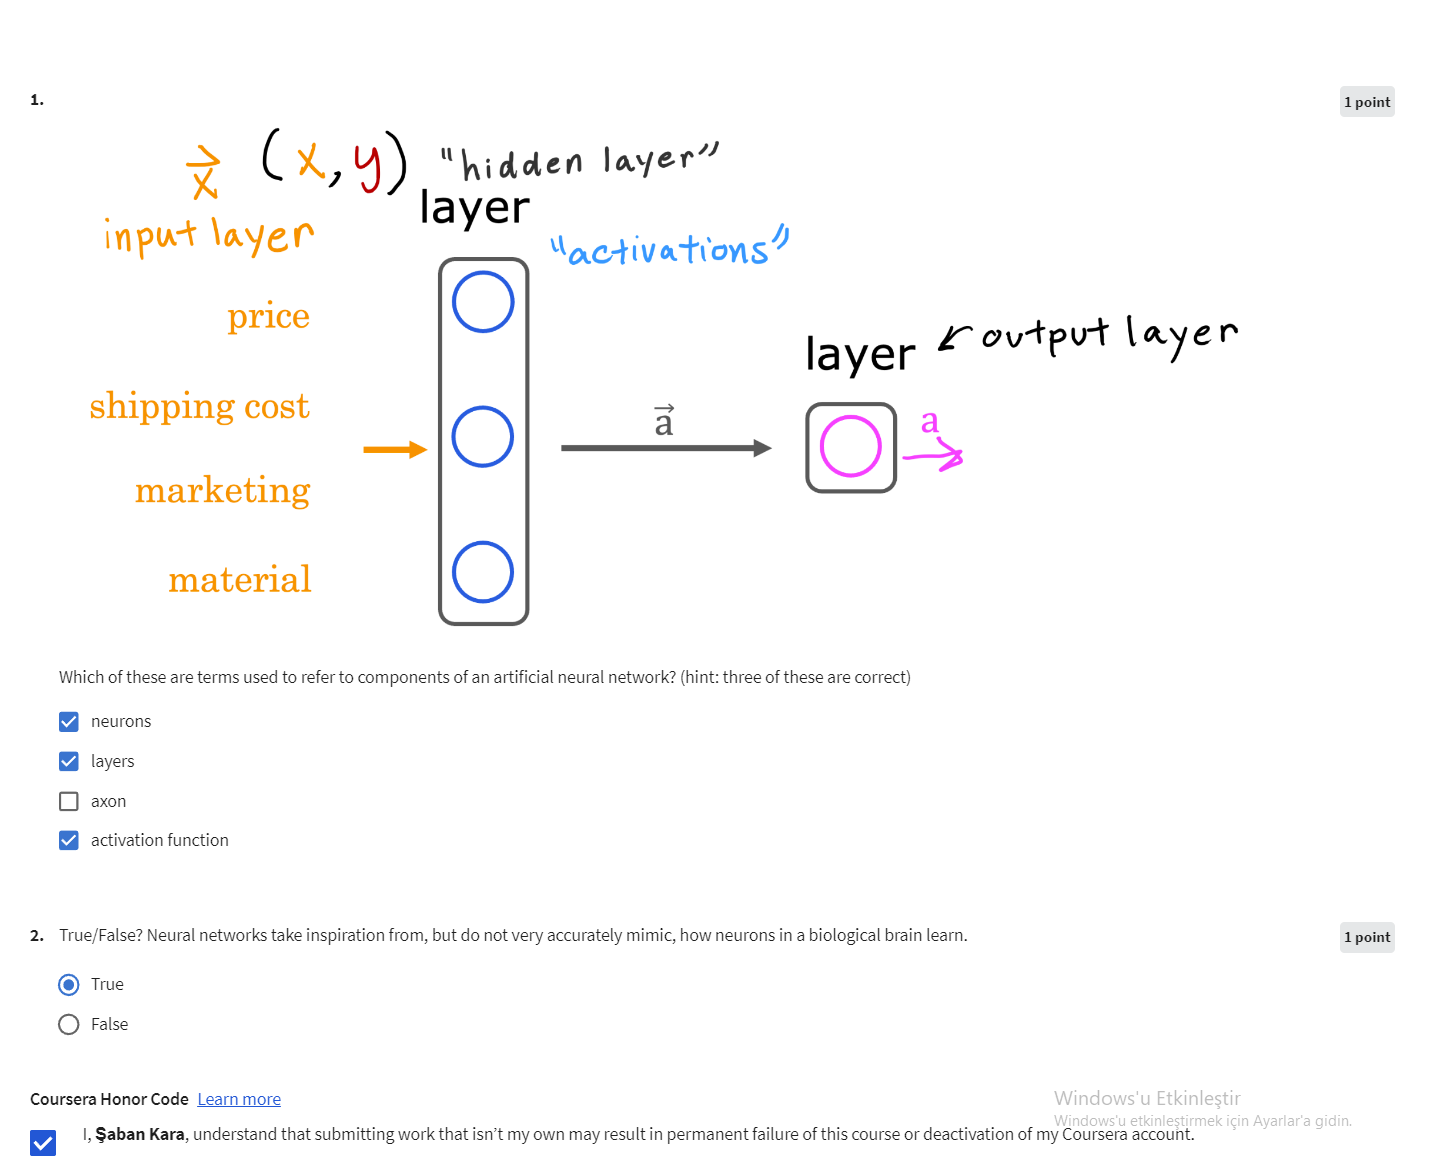 1.
1 point
x (x, y) "hidden layer"
layer
input layer
"activations"
price
layer output layer
shipping cost
a
a
marketing
material
Which of these are terms used to refer to components of an artificial neural network? (hint: three of these are correct)
neurons
layers
axon
activation function
2. True/False? Neural networks take inspiration from, but do not very accurately mimic, how neurons in a biological brain learn.
1 point
True
False
Coursera Honor Code Learn more
Windows'u Etkinleştir
Windows'u etkinleştirmek için Ayarlar'a gidin.
I, Şaban Kara, understand that submitting work that isn't my own may result in permanent failure of this course or deactivation of my Coursera account.